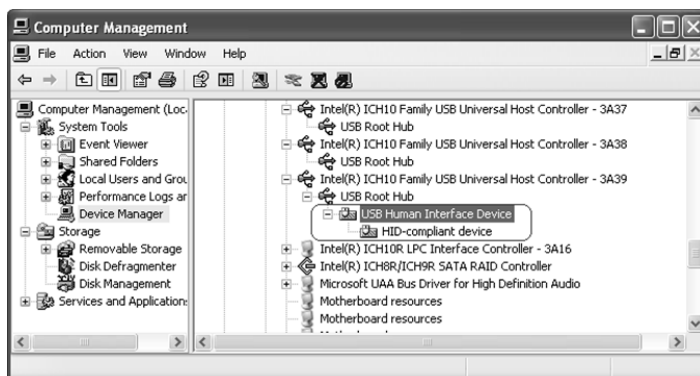 Computer Management
File Action View Window Help
Computer Management (Loc
System Tools
Event Viewer
Shared Folders
Local Users and Grou
Performance Logs ar
Device Manager
Storage
Removable Storage
Disk Defragmenter
Disk Management
Services and Application
Intel(R) ICH10 Family USB Universal Host Controller - 3A37
USB Root Hub
Intel(R) ICH10 Family USB Universal Host Controller - 3A38
USB Root Hub
Intel(R) ICH10 Family USB Universal Host Controller - 3A39
USB Root Hub
USB Human Interface Device
HID-compliant device
Intel(R) ICH10R LPC Interface Controller - 3A16
Intel(R) ICH8R/ICH9R SATA RAID Controller
Microsoft UAA Bus Driver for High Definition Audio
Motherboard resources
Motherboard resources